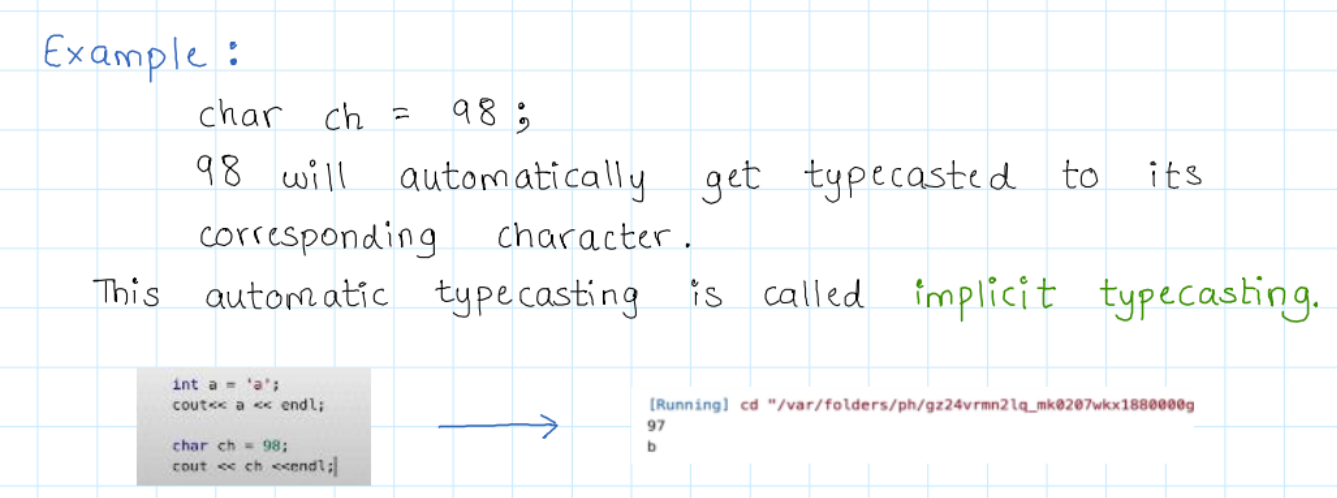 Example :
char ch = 98 ;
98 will automatically get typecasted to its
corresponding character.
This automatic typecasting is called implicit typecasting.
int a = 'a';
cout<< a << endl;
char ch = 98;
cout << ch <<endl;
[Running] cd "/var/folders/ph/gz24vrmn2lq_mk0207wkx1880000g
97
b